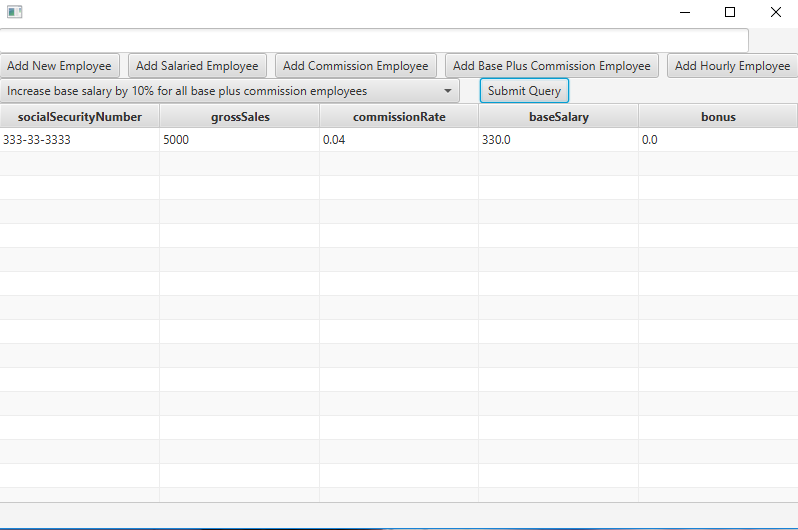 Add New Employee Add Salaried Employee Add Commission Employee Add Base Plus Commission Employee Add Hourly Employee
Increase base salary by 10% for all base plus commission employees Submit Query
socialSecurityNumber grossSales commissionRate baseSalary bonus
333-33-3333 5000 0.04 330.0 0.0